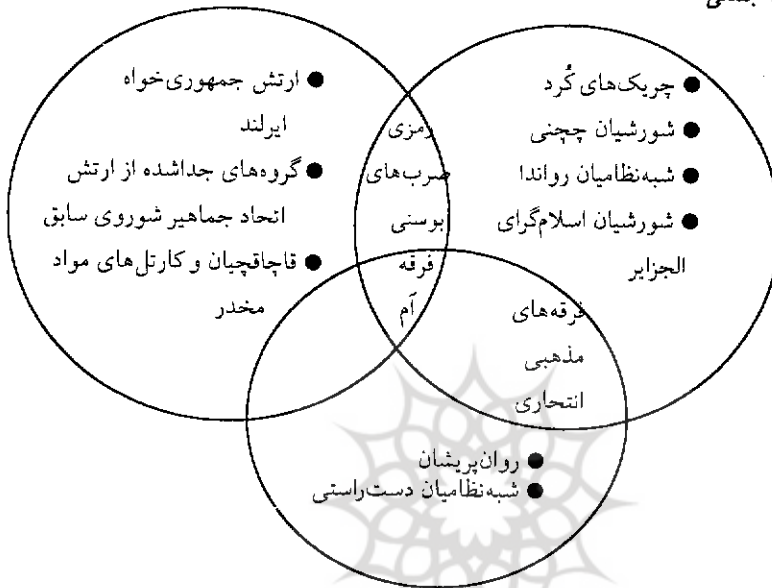 ● چریک‌های کُرد
● شورشیان چچنی
● شبه‌نظامیان رواندا
● شورشیان اسلام‌گرای
الجزایر
رمزی
صرب‌های
بوسنی
فرقه
آم
● ارتش جمهوری‌خواه
ایرلند
● گروه‌های جداشده از ارتش
اتحاد جماهیر شوروی سابق
● قاچاقچیان و کارتل‌های مواد
مخدر
فرقه‌های
مذهبی
انتحاری
● روان‌پریشان
● شبه‌نظامیان دست‌راستی